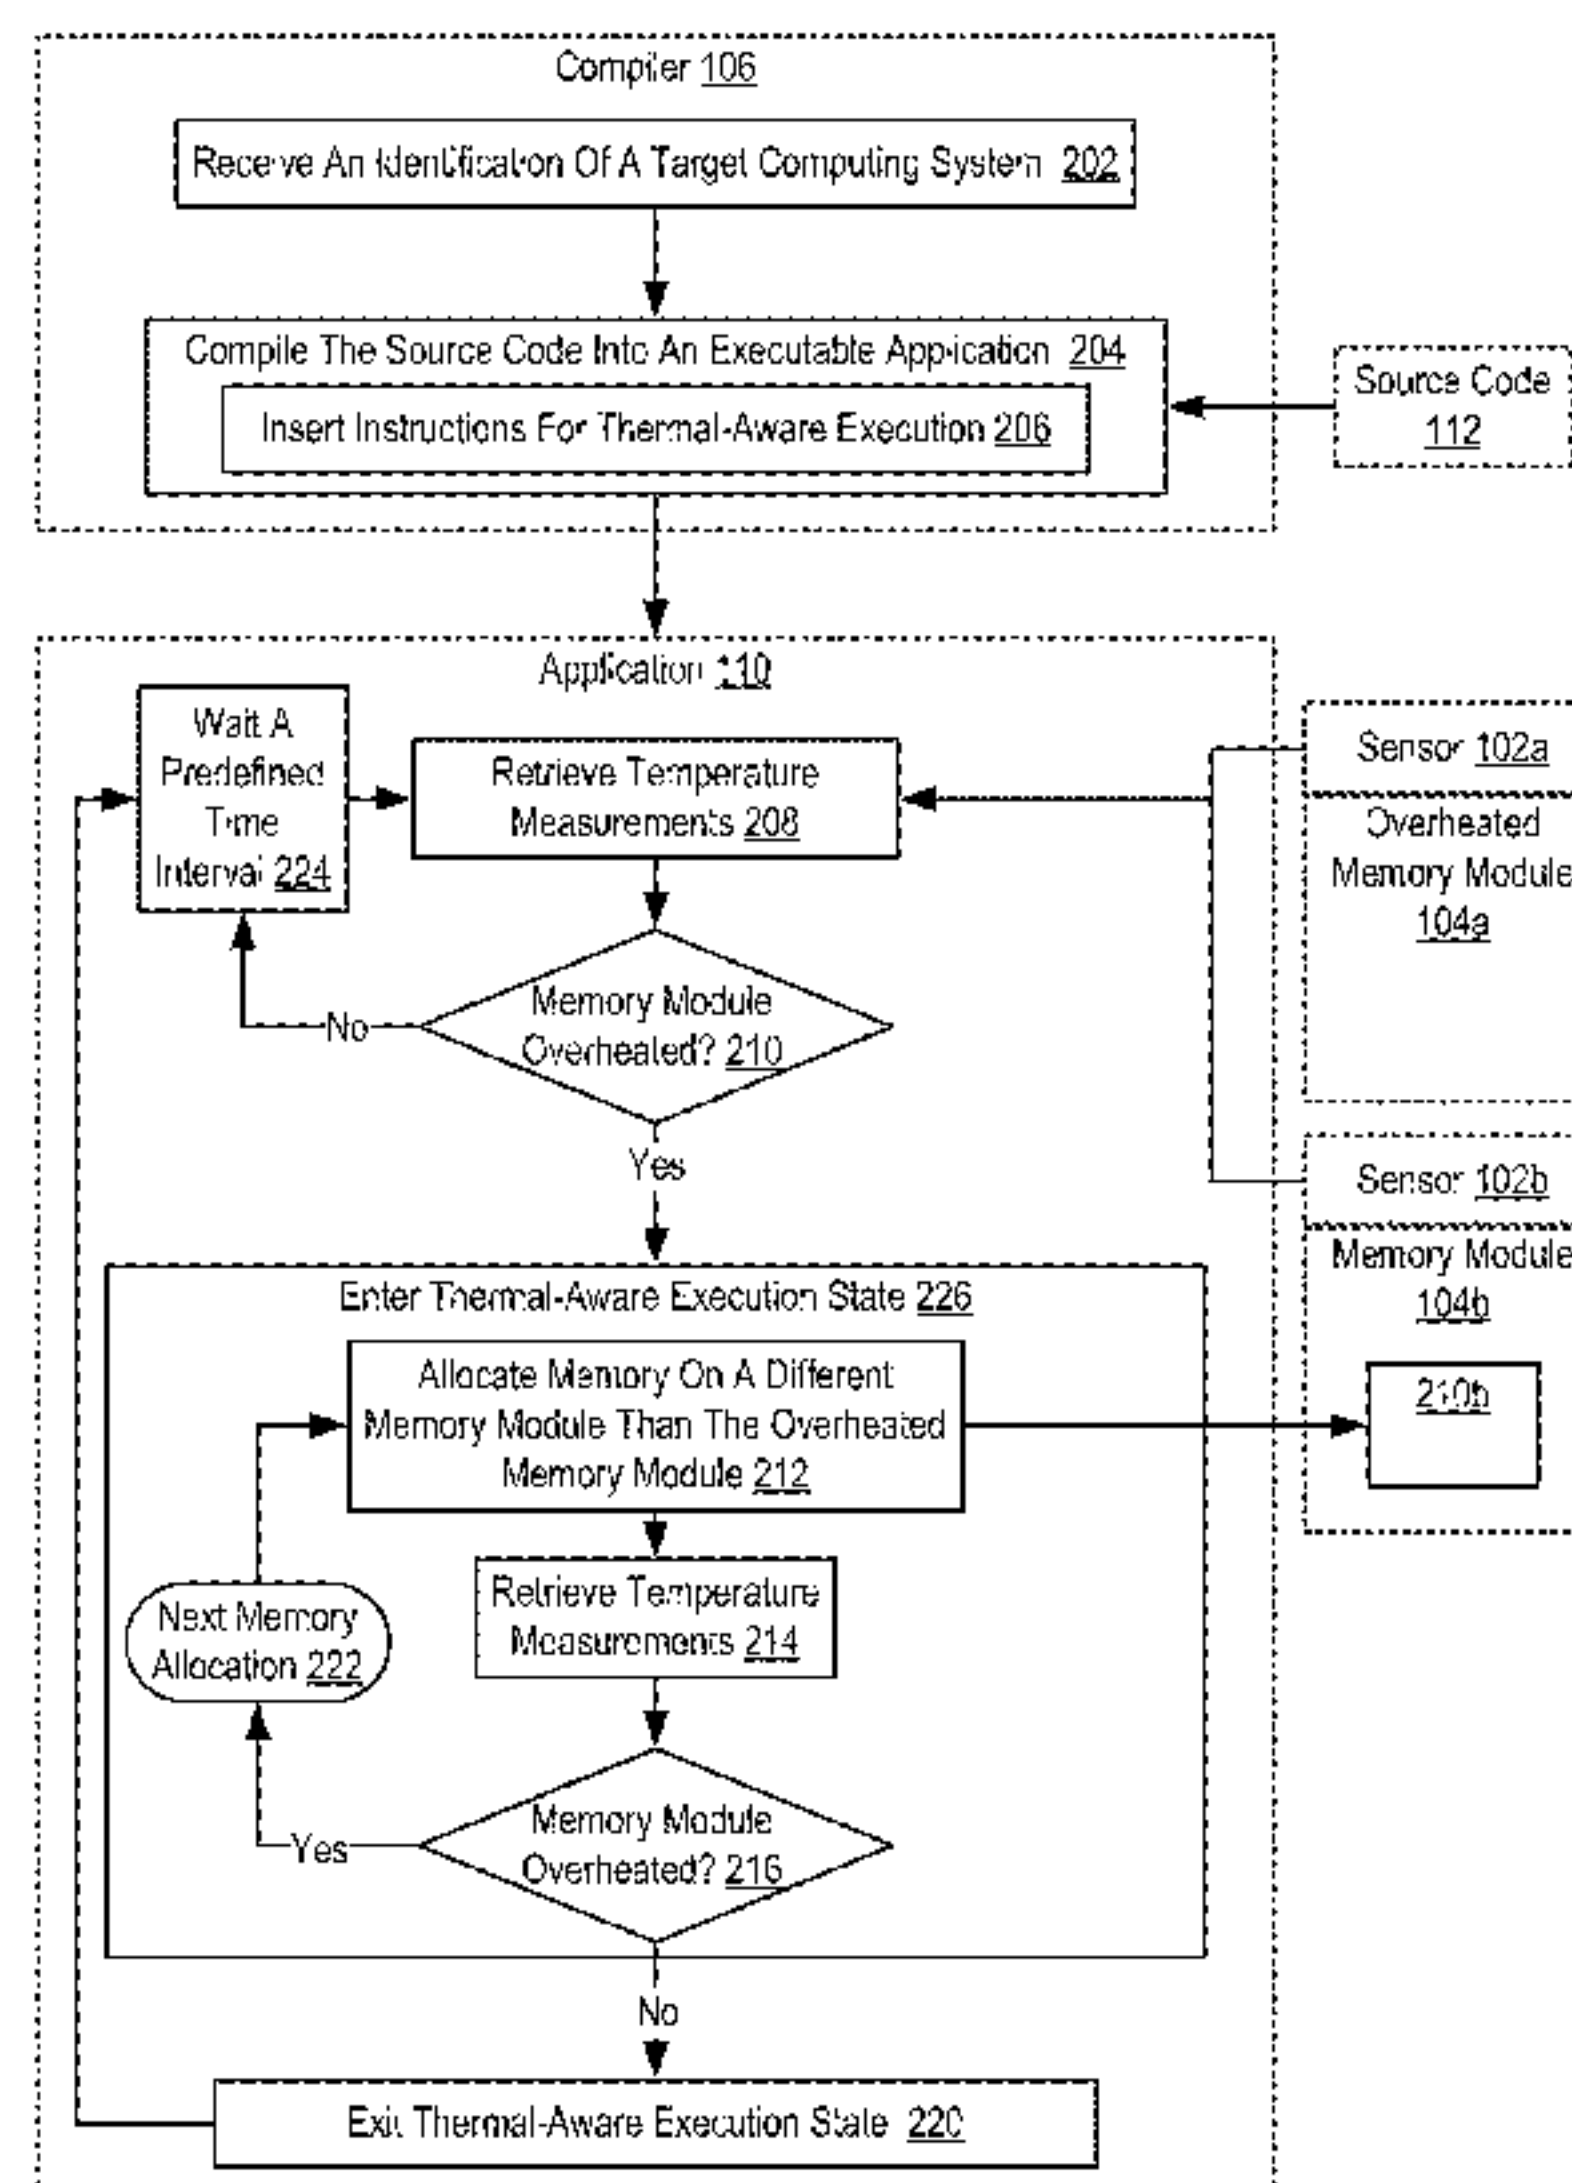 Compiler 106
Receive An Identification Of A Target Computing System 202
Compile The Source Code Into An Executable Application 204
Insert Instructions For Thermal-Aware Execution 206
Source Code
112
Application 110
Wait A
Predefined
Time
Interval 224
Retrieve Temperature
Measurements 208
Sensor 102a
Overheated
Memory Module
104a
Memory Module
Overheated? 210
No
Yes
Sensor 102b
Memory Module
104b
210b
Enter Thermal-Aware Execution State 226
Allocate Memory On A Different
Memory Module Than The Overheated
Memory Module 212
Retrieve Temperature
Measurements 214
Next Memory
Allocation 222
Memory Module
Overheated? 216
Yes
No
Exit Thermal-Aware Execution State 220